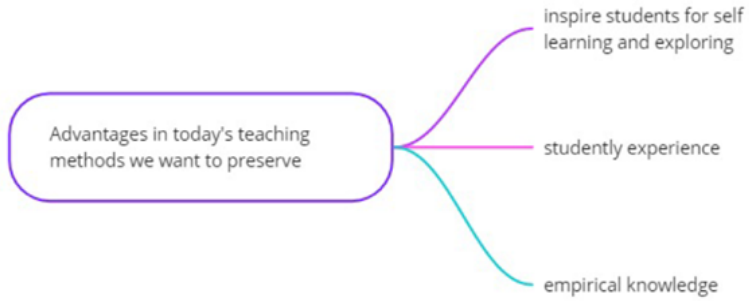 Advantages in today's teaching
methods we want to preserve
inspire students for self
learning and exploring
studently experience
empirical knowledge